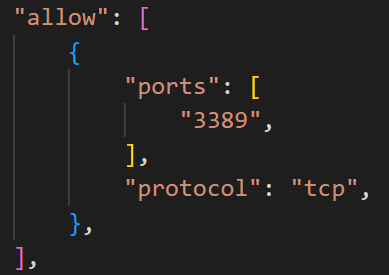 "allow": [
{
"ports": [
"3389",
],
"protocol": "tcp",
},
],